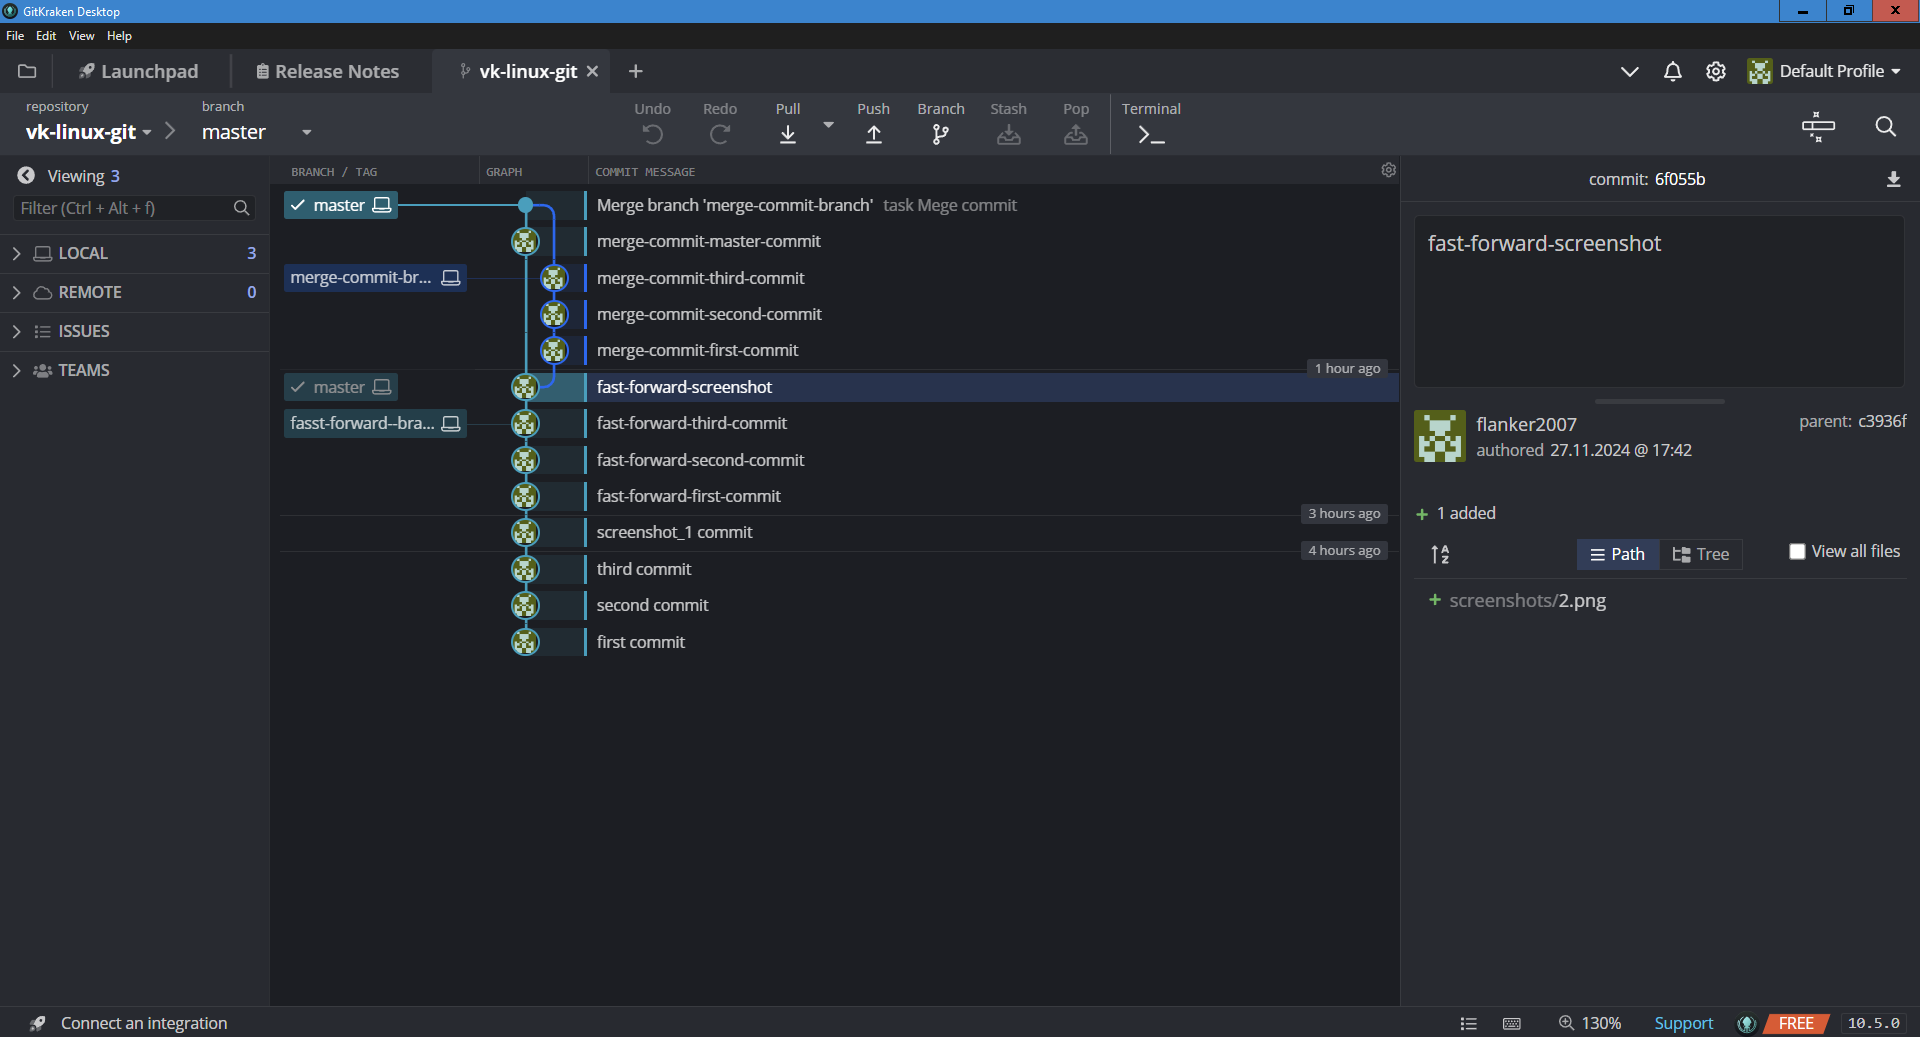 GitKraken Desktop
File Edit View Help
Launchpad
Release Notes
vk-linux-git
Default Profile
repository
vk-linux-git
branch
master
Undo
Redo
Pull
Push
Branch
Stash
Pop
Terminal
Viewing 3
Filter (Ctrl + Alt + f)
LOCAL 3
REMOTE 0
ISSUES
TEAMS
BRANCH / TAG
GRAPH
COMMIT MESSAGE
master
Merge branch 'merge-commit-branch' task Mege commit
merge-commit-master-commit
merge-commit-br...
merge-commit-third-commit
merge-commit-second-commit
merge-commit-first-commit
1 hour ago
master
fast-forward-screenshot
fasst-forward--bra...
fast-forward-third-commit
fast-forward-second-commit
fast-forward-first-commit
3 hours ago
screenshot_1 commit
4 hours ago
third commit
second commit
first commit
commit: 6f055b
fast-forward-screenshot
flanker2007
authored 27.11.2024 @ 17:42
parent: c3936f
+ 1 added
A
Z
Path
Tree
View all files
+ screenshots/2.png
Connect an integration
130%
Support
FREE
10.5.0